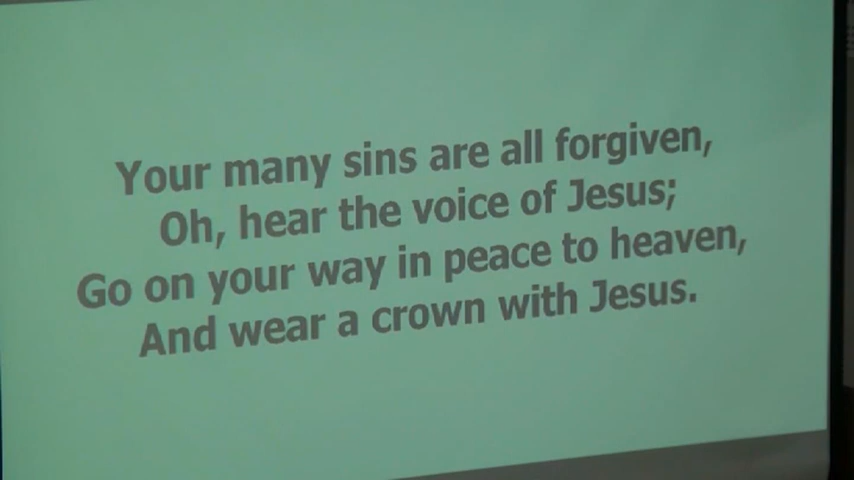 Your many sins are all forgiven,
Oh, hear the voice of Jesus;
Go on your way in peace to heaven,
And wear a crown with Jesus.